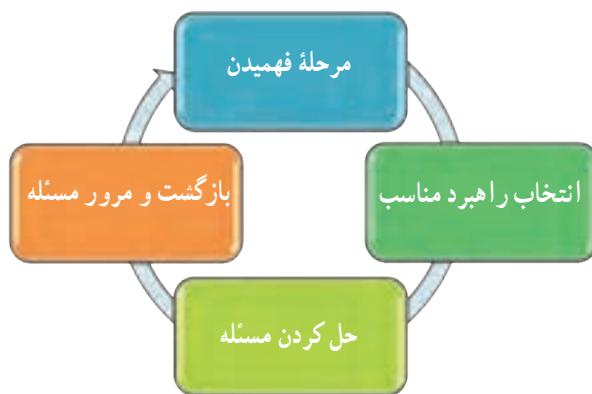 مرحلهٔ فهمیدن
انتخاب راهبرد مناسب
حل کردن مسئله
بازگشت و مرور مسئله